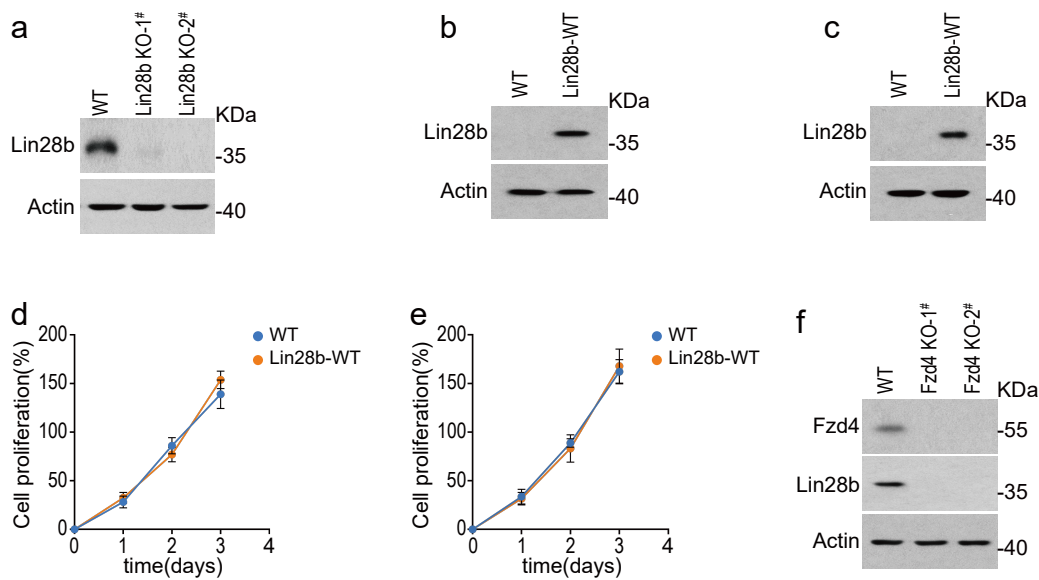 a
WT
Lin28b KO-1#
Lin28b KO-2#
KDa
Lin28b
-35
Actin
-40
b
WT
Lin28b-WT
KDa
Lin28b
-35
Actin
-40
c
WT
Lin28b-WT
KDa
Lin28b
-35
Actin
-40
d
Cell proliferation(%)
200
150
100
50
0
0 1 2 3 4
time(days)
WT
Lin28b-WT
e
Cell proliferation(%)
200
150
100
50
0
0 1 2 3 4
time(days)
WT
Lin28b-WT
f
WT
Fzd4 KO-1#
Fzd4 KO-2#
KDa
Fzd4
-55
Lin28b
-35
Actin
-40